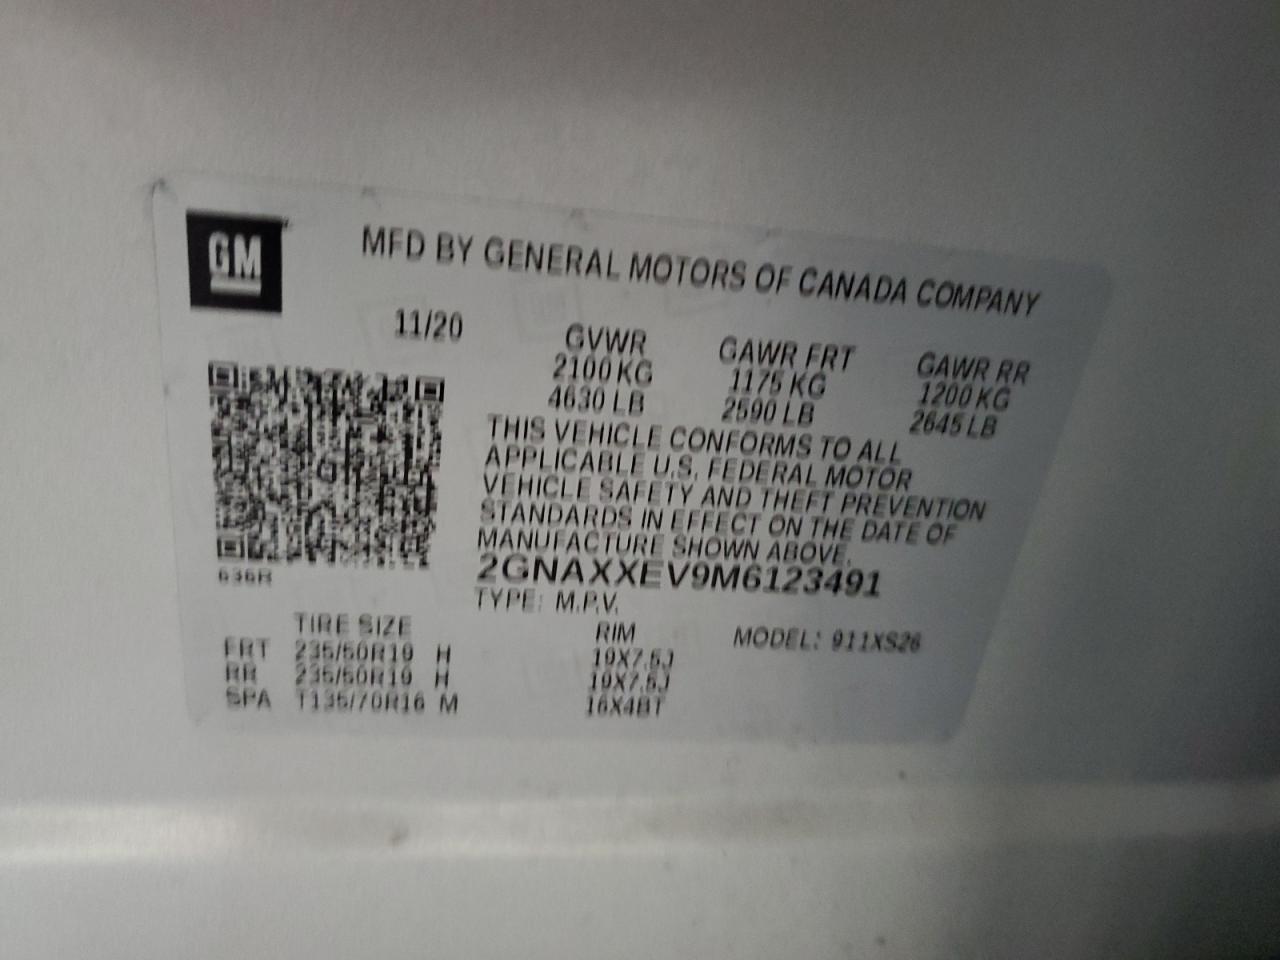 GM
MFD BY GENERAL MOTORS OF CANADA COMPANY
11/20 GVWR GAWR FRT GAWR RR
2100 KG 1175 KG 1200 KG
4630 LB 2590 LB 2645 LB
THIS VEHICLE CONFORMS TO ALL
APPLICABLE U.S. FEDERAL MOTOR
VEHICLE SAFETY AND THEFT PREVENTION
STANDARDS IN EFFECT ON THE DATE OF
MANUFACTURE SHOWN ABOVE.
2GNAXXEV9M6123491
TYPE: M.P.V.
TIRE SIZE RIM MODEL: 911XS26
FRT 235/50R19 H 19X7.5J
RR 235/50R19 H 19X7.5J
SPA T135/70R16 M 16X4BT